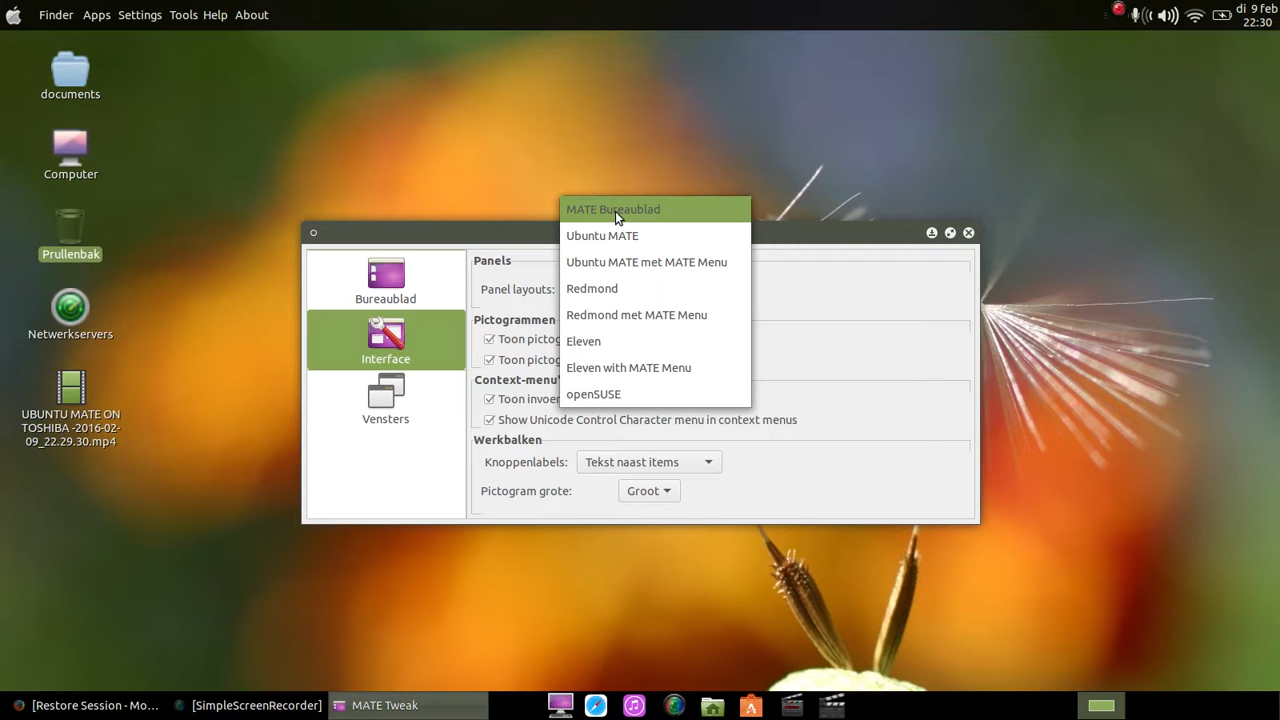 Finder Apps Settings Tools Help About
di 9 feb
22:30
documents
Computer
Prullenbak
Netwerkservers
UBUNTU MATE ON
TOSHIBA -2016-02-
09_22.29.30.mp4
Bureaublad
Interface
Vensters
MATE Bureaublad
Ubuntu MATE
Ubuntu MATE met MATE Menu
Redmond
Redmond met MATE Menu
Eleven
Eleven with MATE Menu
openSUSE
Panels
Panel layouts:
Pictogrammen
Toon pictog
Toon pictog
Context-menu'
Toon invoer
Show Unicode Control Character menu in context menus
Werkbalken
Knoppenlabels: Tekst naast items
Pictogram grote: Groot
[Restore Session - Mo... [SimpleScreenRecorder] MATE Tweak